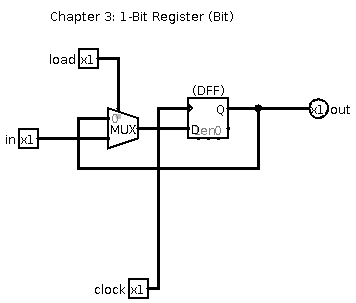 Chapter 3: 1-Bit Register (Bit)
load x1
(DFF)
0 Q x1 out
in x1 MUX D en 0
clock x1